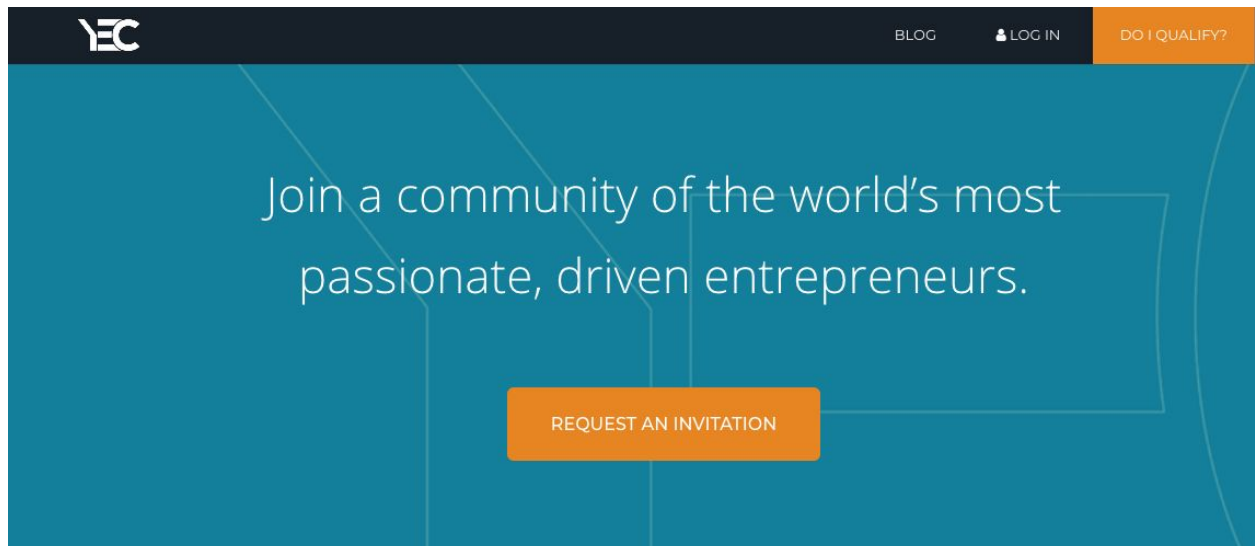 YEC
BLOG
LOG IN
DO I QUALIFY?
Join a community of the world's most
passionate, driven entrepreneurs.
REQUEST AN INVITATION